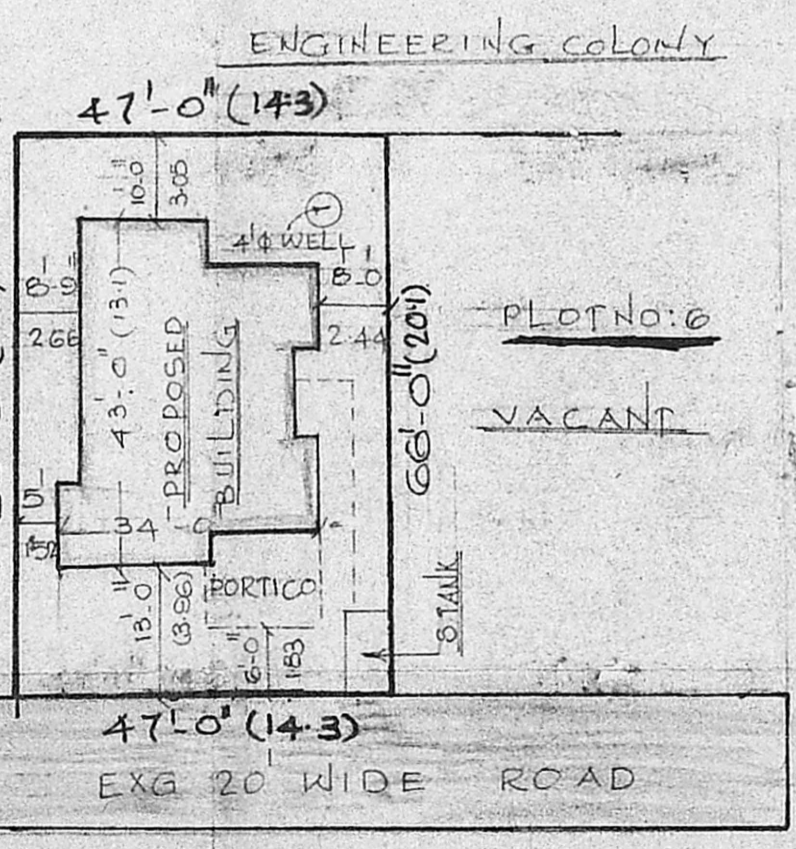 ENGINEERING COLONY
47'-0" (14.3)
10'-0"
3.05
4'Φ WELL
8'-9"
2.66
8'-0
2.44
43'-0" (13.1)
PROPOSED
BUILDING
66'-0" (20.1)
PLOT NO: 6
VACANT
5'
1.52
34'-0
PORTICO
13'-0"
(3.96)
6'-0"
1.83
S.TANK
47'-0" (14.3)
EXG 20' WIDE ROAD